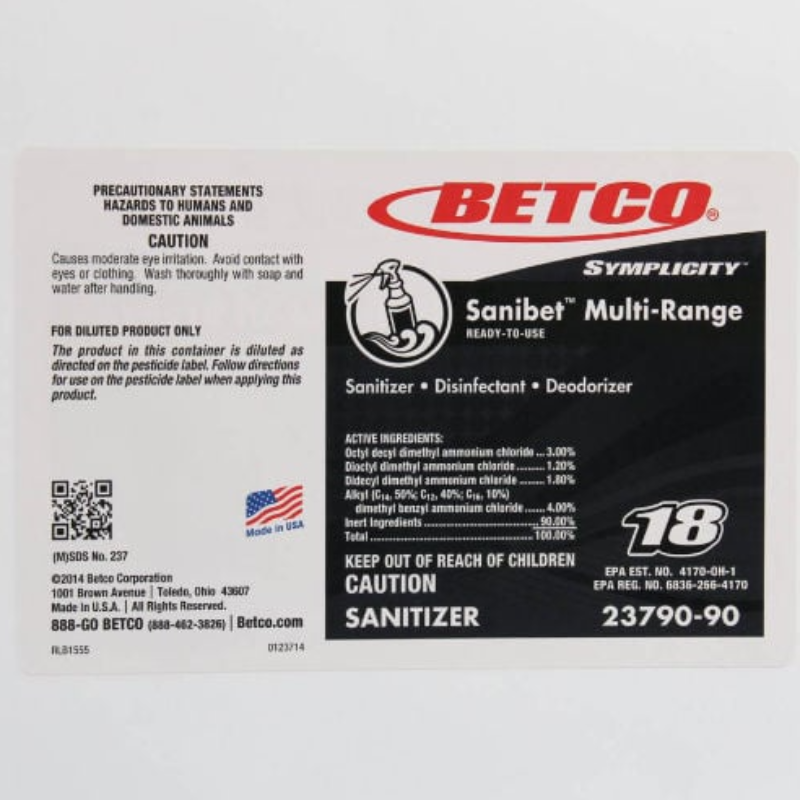 PRECAUTIONARY STATEMENTS
HAZARDS TO HUMANS AND
DOMESTIC ANIMALS
CAUTION
Causes moderate eye irritation. Avoid contact with
eyes or clothing. Wash thoroughly with soap and
water after handling.
FOR DILUTED PRODUCT ONLY
The product in this container is diluted as
directed on the pesticide label. Follow directions
for use on the pesticide label when applying this
product.
Made in USA
(M)SDS No. 237
©2014 Betco Corporation
1001 Brown Avenue | Toledo, Ohio 43607
Made in U.S.A. | All Rights Reserved.
888-GO BETCO (888-462-3826) | Betco.com
RLB1555 0123714
BETCO®
SYMPLICITY™
Sanibet™ Multi-Range
READY-TO-USE
Sanitizer • Disinfectant • Deodorizer
ACTIVE INGREDIENTS:
Octyl decyl dimethyl ammonium chloride ... 3.00%
Dioctyl dimethyl ammonium chloride ......... 1.20%
Didecyl dimethyl ammonium chloride ........ 1.80%
Alkyl (C14, 50%; C12, 40%; C16, 10%)
dimethyl benzyl ammonium chloride ...... 4.00%
Inert Ingredients .............................. 90.00%
Total ............................................ 100.00%
KEEP OUT OF REACH OF CHILDREN
CAUTION
SANITIZER
18
EPA EST. NO. 4170-OH-1
EPA REG. NO. 6836-266-4170
23790-90